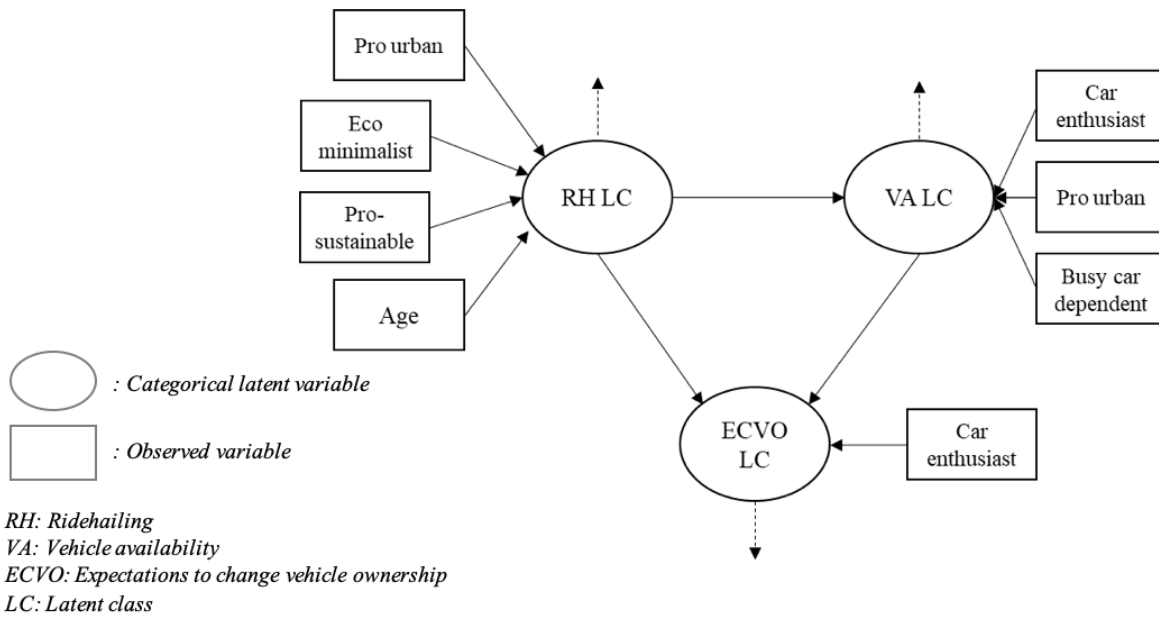 Pro urban
Eco
minimalist
Pro-
sustainable
Age
RH LC
VA LC
Car
enthusiast
Pro urban
Busy car
dependent
ECVO
LC
Car
enthusiast
: Categorical latent variable
: Observed variable
RH: Ridehailing
VA: Vehicle availability
ECVO: Expectations to change vehicle ownership
LC: Latent class